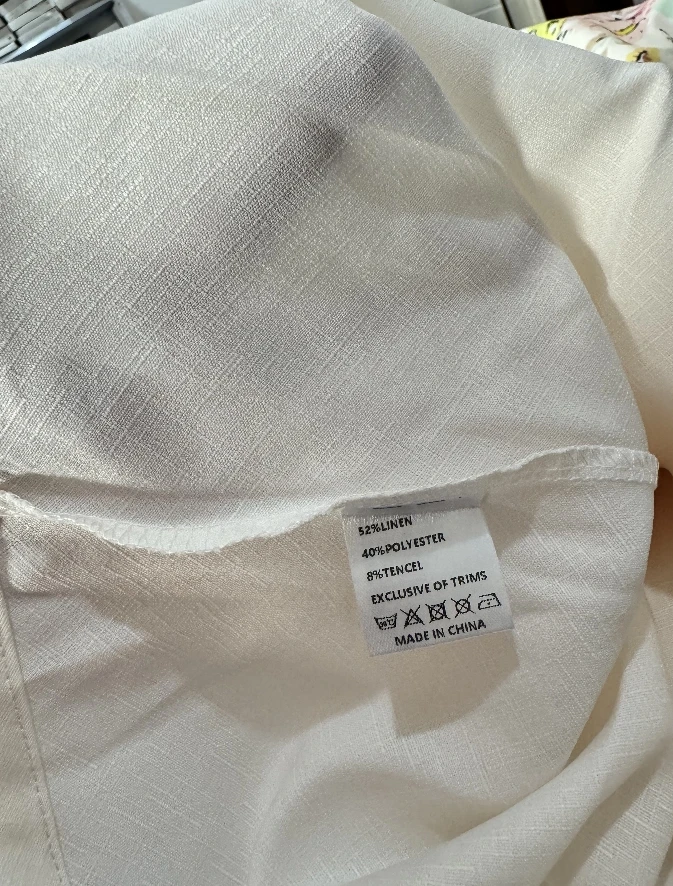 52%LINEN
40%POLYESTER
8%TENCEL
EXCLUSIVE OF TRIMS
MADE IN CHINA